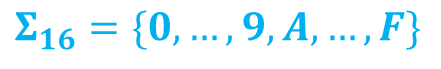 Σ₁₆ = {0, ..., 9, A, ..., F}